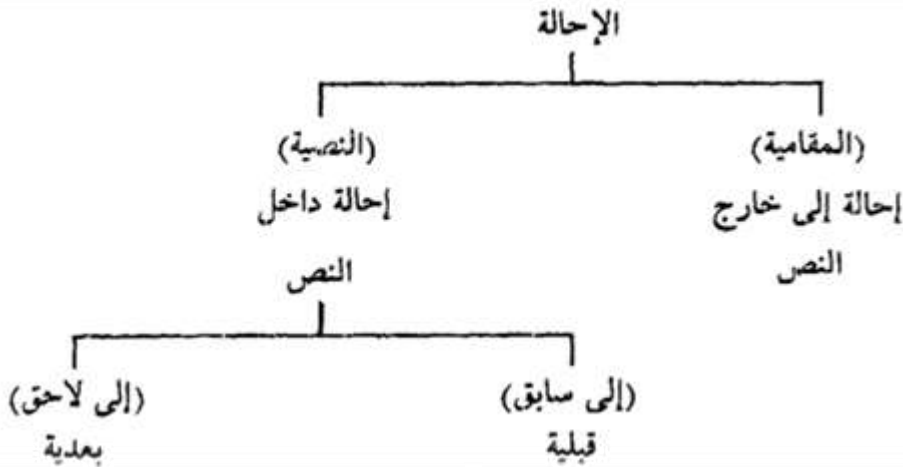 الإحالة
(المقامية)
إحالة إلى خارج
النص
(النصية)
إحالة داخل
النص
(إلى سابق)
قبلية
(إلى لاحق)
بعدية